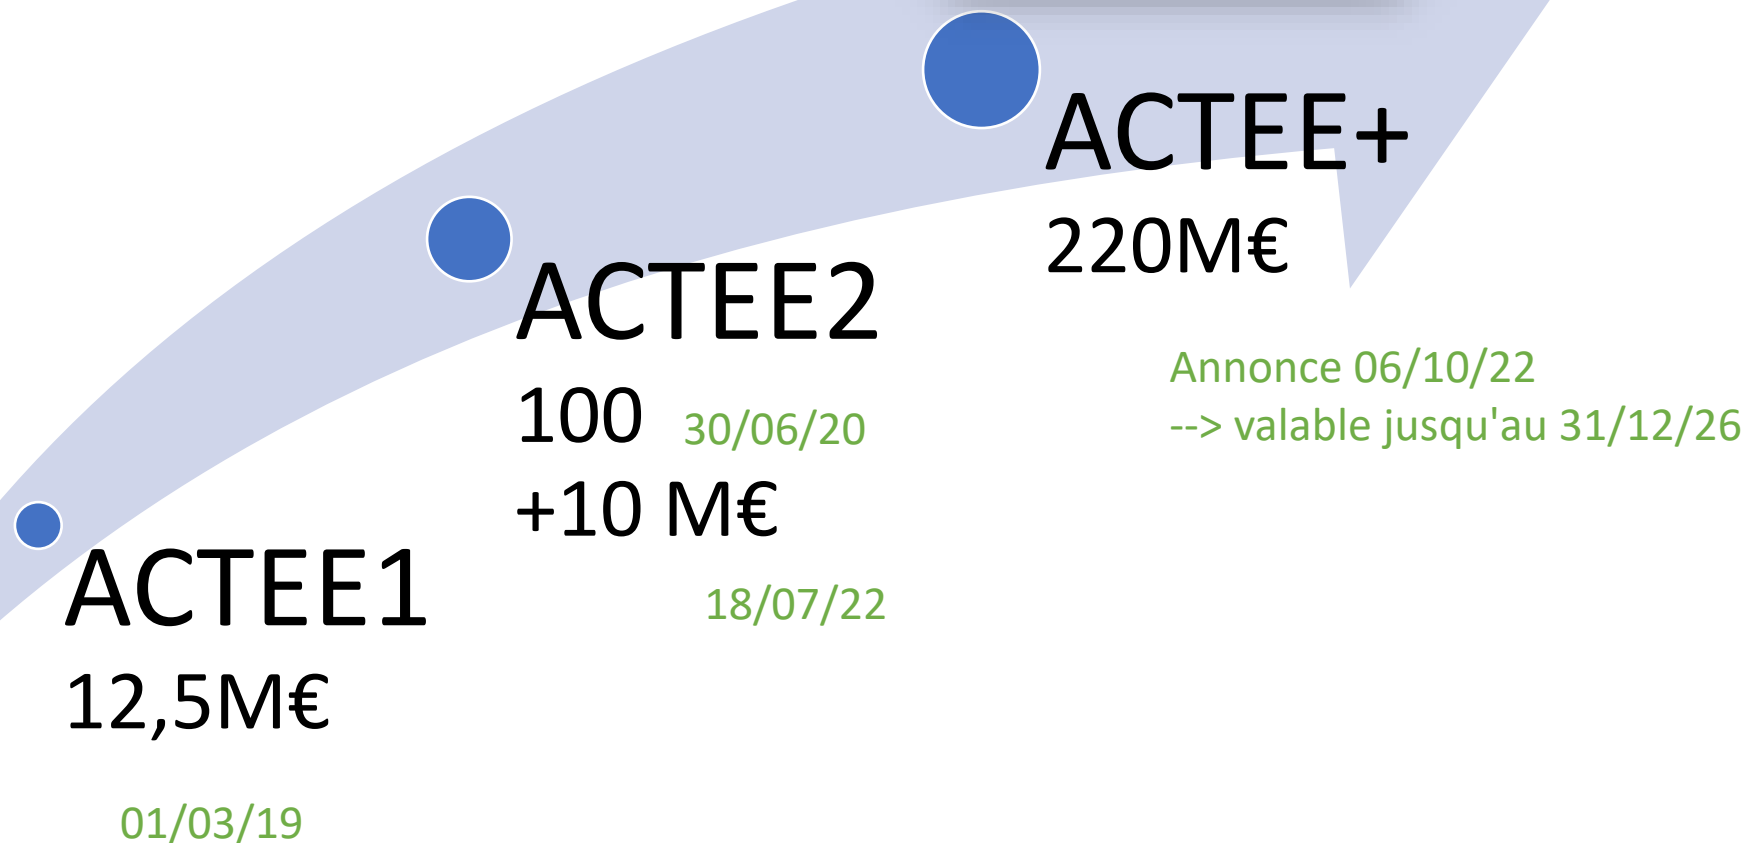 ACTEE1
12,5M€
01/03/19
ACTEE2
100 30/06/20
+10 M€
18/07/22
ACTEE+
220M€
Annonce 06/10/22
--> valable jusqu'au 31/12/26